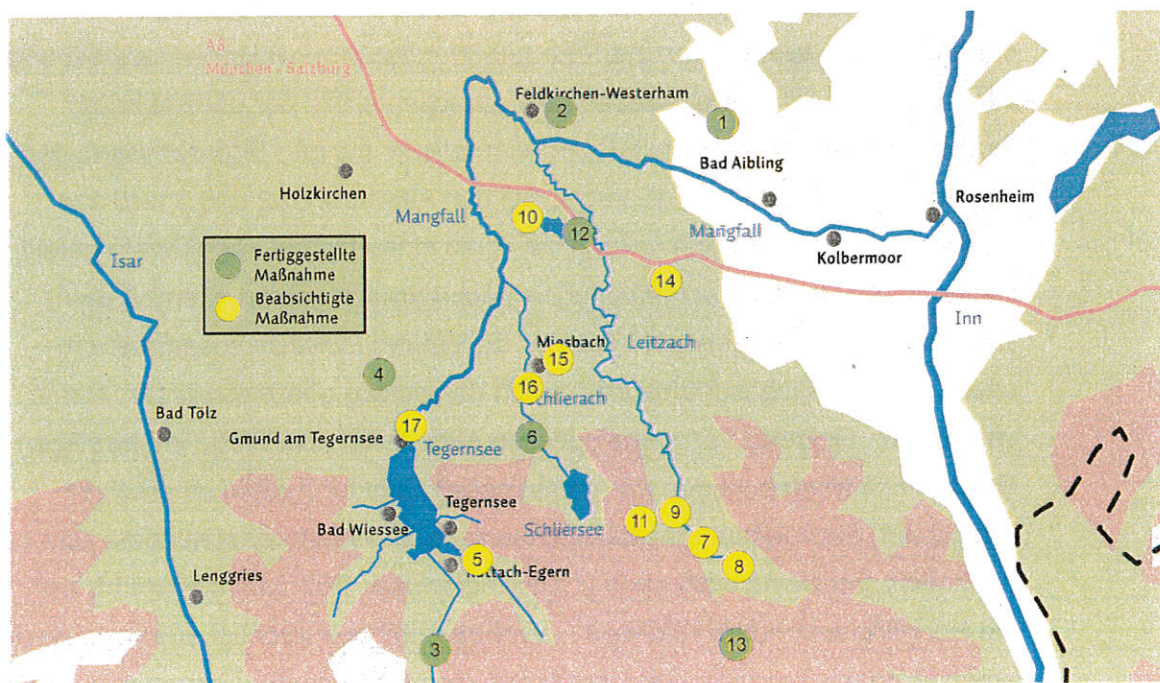 A8
München - Salzburg
Feldkirchen-Westerham
2
1
Bad Aibling
Holzkirchen
Rosenheim
Mangfall
10
12
Mangfall
Kolbermoor
Isar
Fertiggestellte
Maßnahme
Beabsichtigte
Maßnahme
14
Inn
Miesbach
15
Leitzach
4
16
Schlierach
Bad Tölz
17
Gmund am Tegernsee
Tegernsee
6
Tegernsee
9
11
Bad Wiessee
Schliersee
7
5
8
Rottach-Egern
Lenggries
3
13